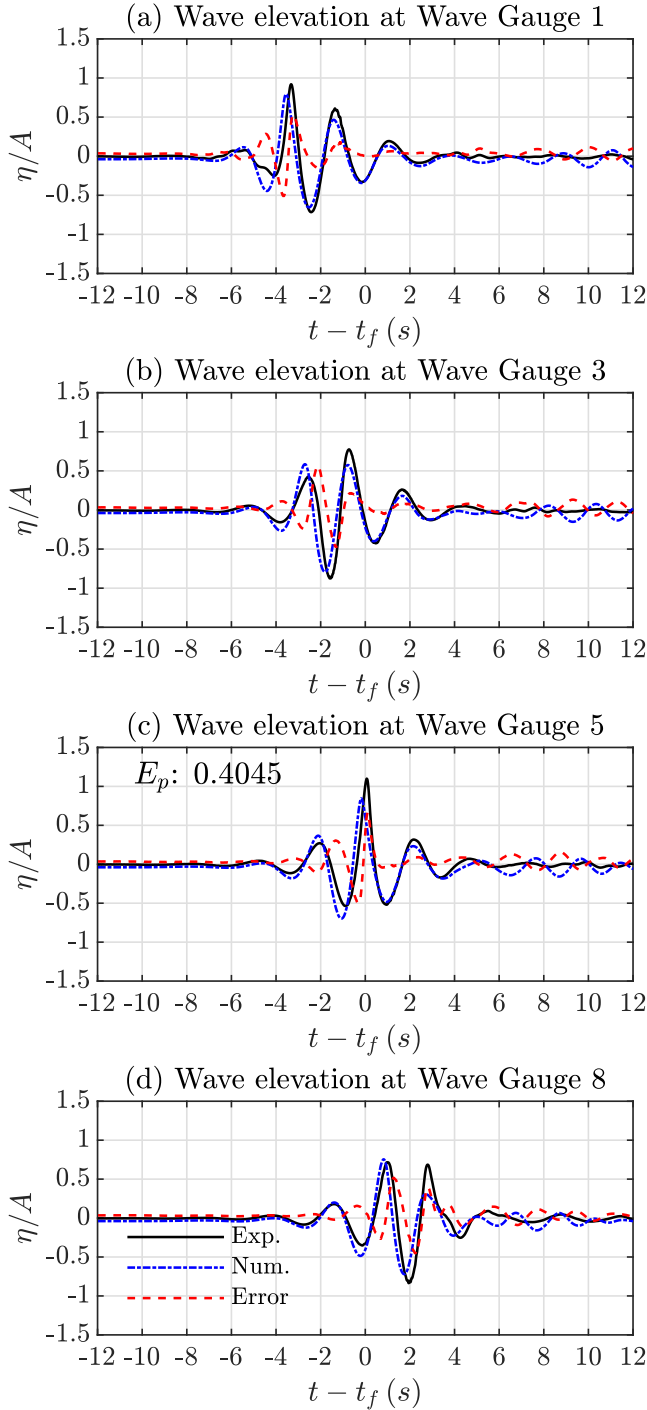 (a) Wave elevation at Wave Gauge 1
1.5
1
0.5
0
-0.5
-1
-1.5
η/A
-12 -10 -8 -6 -4 -2 0 2 4 6 8 10 12
t − t_f (s)
(b) Wave elevation at Wave Gauge 3
1.5
1
0.5
0
-0.5
-1
-1.5
η/A
-12 -10 -8 -6 -4 -2 0 2 4 6 8 10 12
t − t_f (s)
(c) Wave elevation at Wave Gauge 5
E_p: 0.4045
1.5
1
0.5
0
-0.5
-1
-1.5
η/A
-12 -10 -8 -6 -4 -2 0 2 4 6 8 10 12
t − t_f (s)
(d) Wave elevation at Wave Gauge 8
1.5
1
0.5
0
-0.5
-1
-1.5
η/A
Exp.
Num.
Error
-12 -10 -8 -6 -4 -2 0 2 4 6 8 10 12
t − t_f (s)